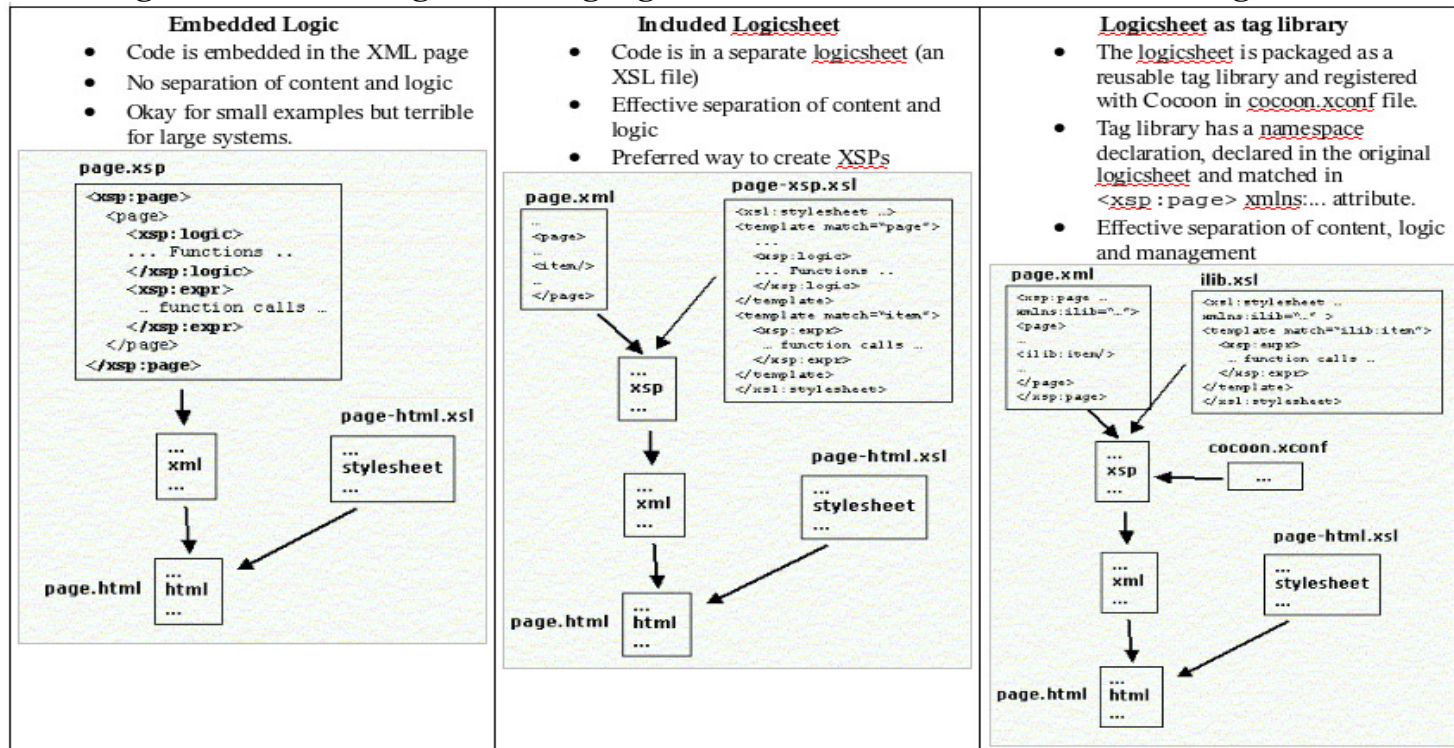 Embedded Logic
● Code is embedded in the XML page
● No separation of content and logic
● Okay for small examples but terrible
for large systems.
page.xsp
<xsp:page>
<page>
<xsp:logic>
... Functions ..
</xsp:logic>
<xsp:expr>
.. function calls ..
</xsp:expr>
</page>
</xsp:page>
page-html.xsl
...
xml
...
...
stylesheet
...
page.html
...
html
...
Included Logicsheet
● Code is in a separate logicsheet (an
XSL file)
● Effective separation of content and
logic
● Preferred way to create XSPs
page.xml
…
<page>
…
<item/>
…
</page>
page-xsp.xsl
<xsl:stylesheet …>
<template match="page">
...
<xsp:logic>
... Functions ..
</xsp:logic>
</template>
<template match="item">
<xsp:expr>
.. function calls ..
</xsp:expr>
</template>
</xsl:stylesheet>
...
xsp
...
page-html.xsl
...
xml
...
...
stylesheet
...
page.html
...
html
...
Logicsheet as tag library
● The logicsheet is packaged as a
reusable tag library and registered
with Cocoon in cocoon.xconf file.
● Tag library has a namespace
declaration, declared in the original
logicsheet and matched in
<xsp:page> xmlns:... attribute.
● Effective separation of content, logic
and management
page.xml
<xsp:page …
xmlns:ilib="…">
<page>
…
<ilib:item/>
…
</page>
</xsp:page>
ilib.xsl
<xsl:stylesheet …
xmlns:ilib="…" >
<template match="ilib:item">
<xsp:expr>
.. function calls ..
</xsp:expr>
</template>
</xsl:stylesheet>
cocoon.xconf
...
xsp
...
...
page-html.xsl
...
xml
...
...
stylesheet
...
page.html
...
html
...